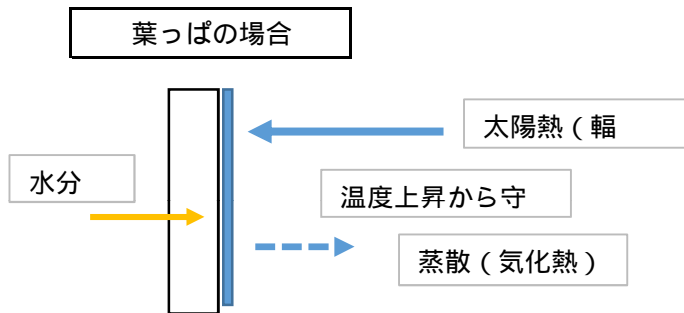 葉っぱの場合
太陽熱（輻
水分
温度上昇から守
蒸散（気化熱）